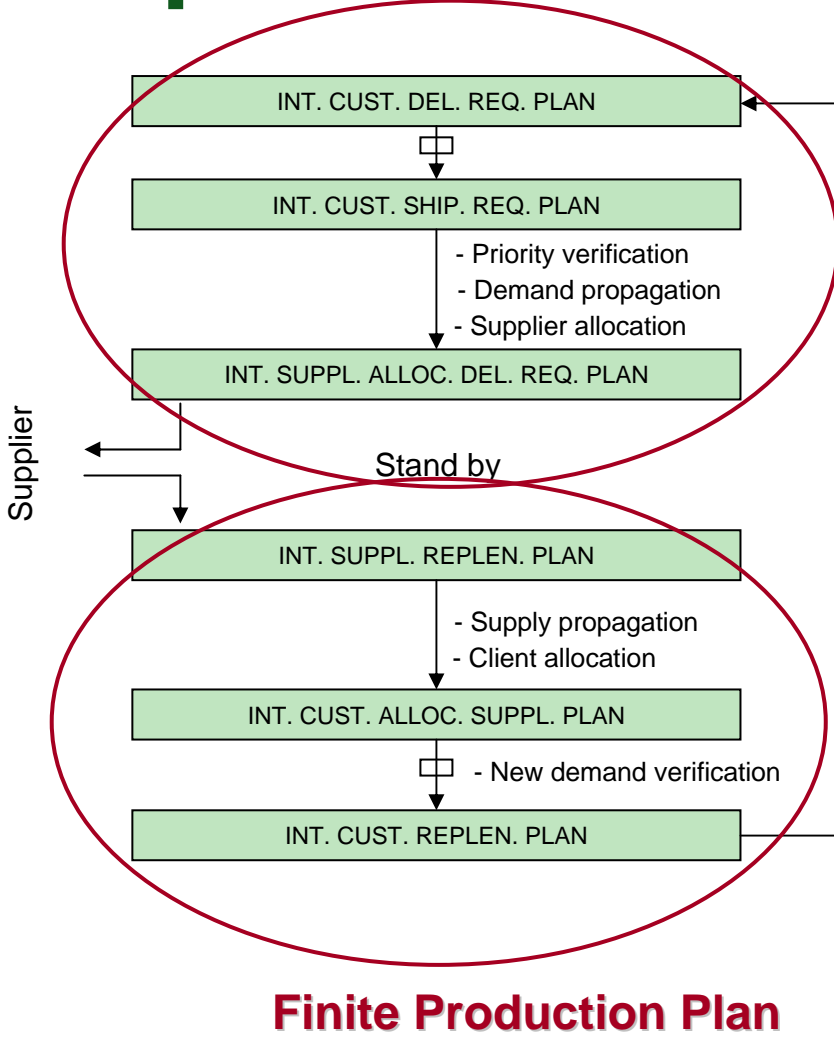 INT. CUST. DEL. REQ. PLAN
INT. CUST. SHIP. REQ. PLAN
- Priority verification
- Demand propagation
- Supplier allocation
INT. SUPPL. ALLOC. DEL. REQ. PLAN
Supplier
Stand by
INT. SUPPL. REPLEN. PLAN
- Supply propagation
- Client allocation
INT. CUST. ALLOC. SUPPL. PLAN
- New demand verification
INT. CUST. REPLEN. PLAN
Finite Production Plan